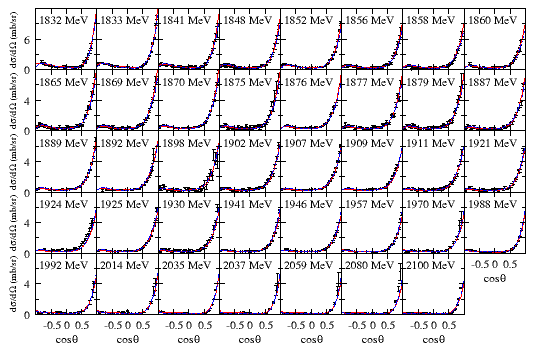 1832 MeV 1833 MeV 1841 MeV 1848 MeV 1852 MeV 1856 MeV 1858 MeV 1860 MeV
dσ/dΩ (mb/sr)
6
0
1865 MeV 1869 MeV 1870 MeV 1875 MeV 1876 MeV 1877 MeV 1879 MeV 1887 MeV
dσ/dΩ (mb/sr)
4
0
1889 MeV 1892 MeV 1898 MeV 1902 MeV 1907 MeV 1909 MeV 1911 MeV 1921 MeV
dσ/dΩ (mb/sr)
4
0
1924 MeV 1925 MeV 1930 MeV 1941 MeV 1946 MeV 1957 MeV 1970 MeV 1988 MeV
dσ/dΩ (mb/sr)
4
0
1992 MeV 2014 MeV 2035 MeV 2037 MeV 2059 MeV 2080 MeV 2100 MeV
-0.5 0 0.5
cosθ
dσ/dΩ (mb/sr)
4
0
-0.5 0 0.5 -0.5 0 0.5 -0.5 0 0.5 -0.5 0 0.5 -0.5 0 0.5 -0.5 0 0.5 -0.5 0 0.5
cosθ cosθ cosθ cosθ cosθ cosθ cosθ